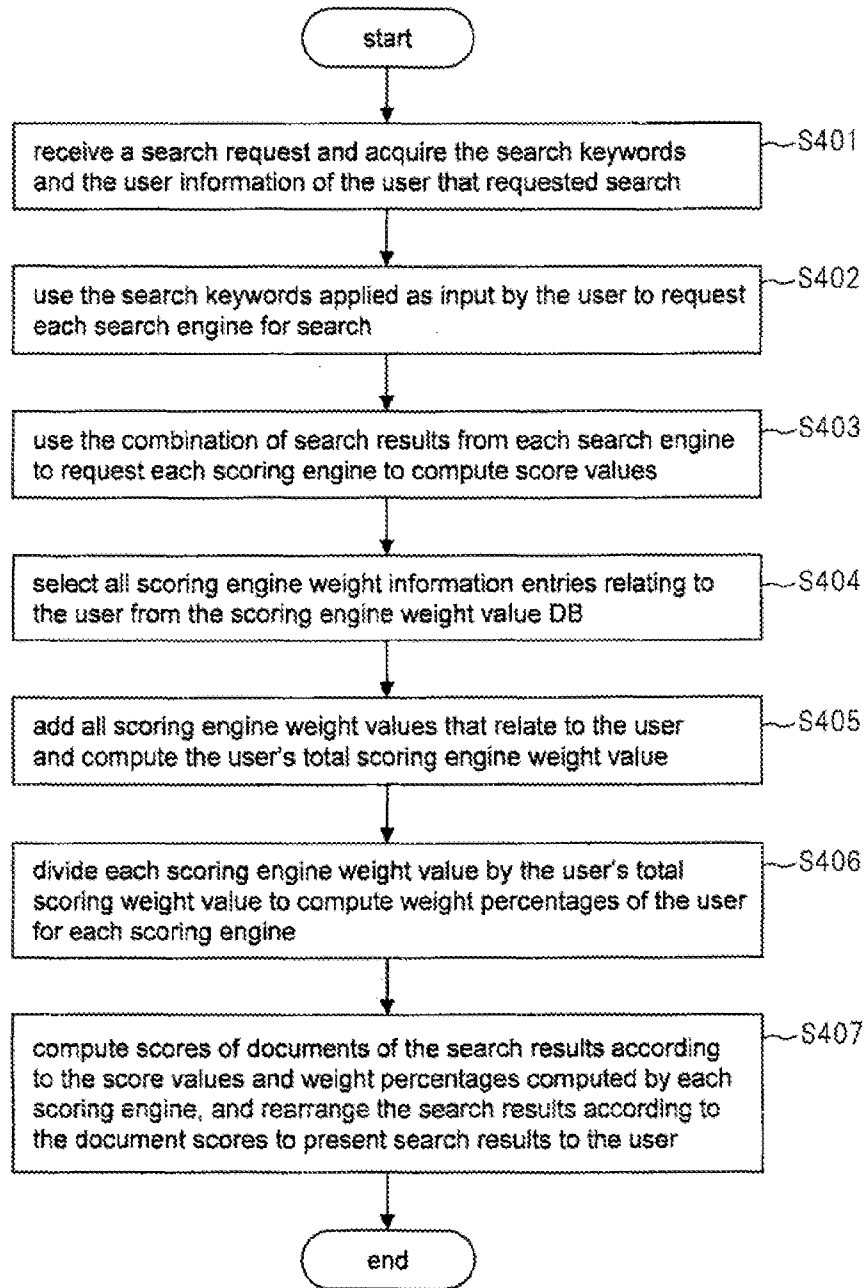 start
receive a search request and acquire the search keywords
and the user information of the user that requested search
S401
use the search keywords applied as input by the user to request
each search engine for search
S402
use the combination of search results from each search engine
to request each scoring engine to compute score values
S403
select all scoring engine weight information entries relating to
the user from the scoring engine weight value DB
S404
add all scoring engine weight values that relate to the user
and compute the user's total scoring engine weight value
S405
divide each scoring engine weight value by the user's total
scoring weight value to compute weight percentages of the user
for each scoring engine
S406
compute scores of documents of the search results according
to the score values and weight percentages computed by each
scoring engine, and rearrange the search results according to
the document scores to present search results to the user
S407
end